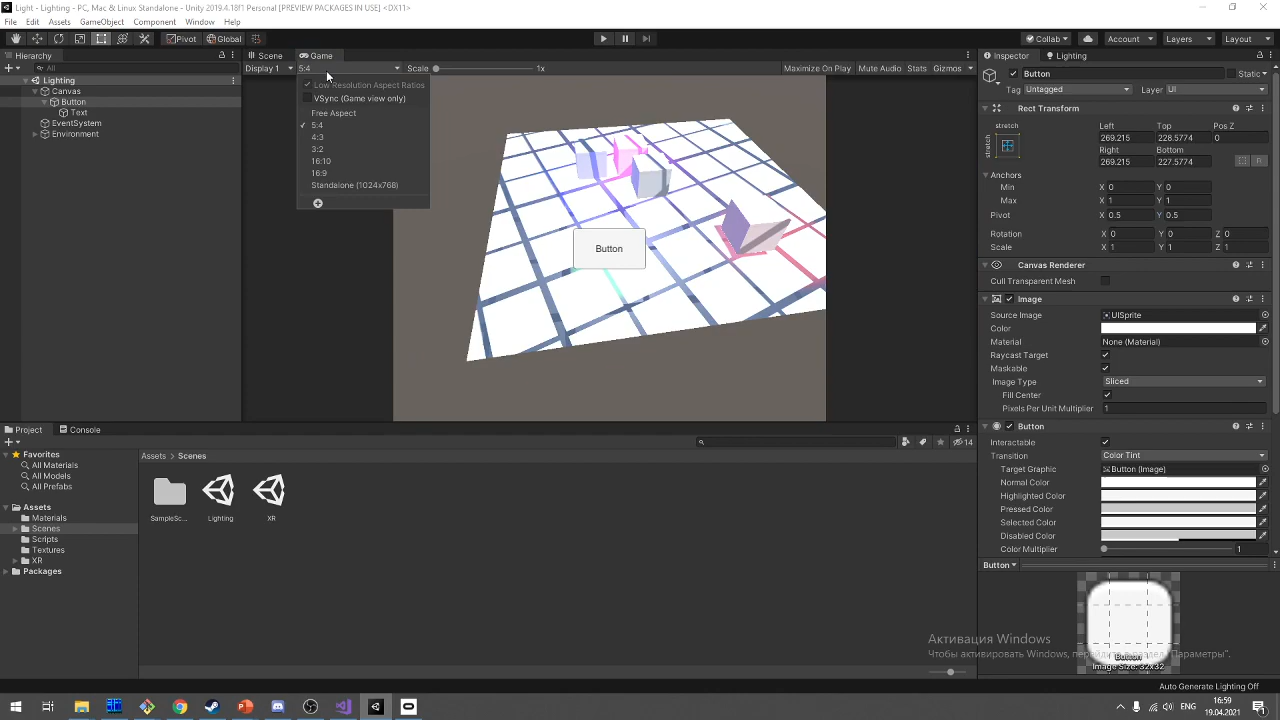 Light - Lighting - PC, Mac & Linux Standalone - Unity 2019.4.18f1 Personal [PREVIEW PACKAGES IN USE] <DX11>
File Edit Assets GameObject Component Window Help
Pivot Global Collab Account Layers Layout
Hierarchy
All
Lighting
Canvas
Button
Text
EventSystem
Environment
Scene Game
Display 1 5:4 Scale 1x Maximize On Play Mute Audio Stats Gizmos
Low Resolution Aspect Ratios
VSync (Game view only)
Free Aspect
5:4
4:3
3:2
16:10
16:9
Standalone (1024x768)
Button
Inspector Lighting
Button Static
Tag Untagged Layer UI
Rect Transform
stretch
stretch
Left Top Pos Z
269.215 228.5774 0
Right Bottom
269.215 227.5774 R
Anchors
Min X 0 Y 0
Max X 1 Y 1
Pivot X 0.5 Y 0.5
Rotation X 0 Y 0 Z 0
Scale X 1 Y 1 Z 1
Canvas Renderer
Cull Transparent Mesh
Image
Source Image UISprite
Color
Material None (Material)
Raycast Target
Maskable
Image Type Sliced
Fill Center
Pixels Per Unit Multiplier 1
Button
Interactable
Transition Color Tint
Target Graphic Button (Image)
Normal Color
Highlighted Color
Pressed Color
Selected Color
Disabled Color
Color Multiplier 1
Button
Button
Image Size: 32x32
Project Console
14
Favorites
All Materials
All Models
All Prefabs
Assets
Materials
Scenes
Scripts
Textures
XR
Packages
Assets Scenes
SampleSc... Lighting XR
Активация Windows
Чтобы активировать Windows, перейдите в раздел "Параметры".
Auto Generate Lighting Off
ENG 16:59
19.04.2021